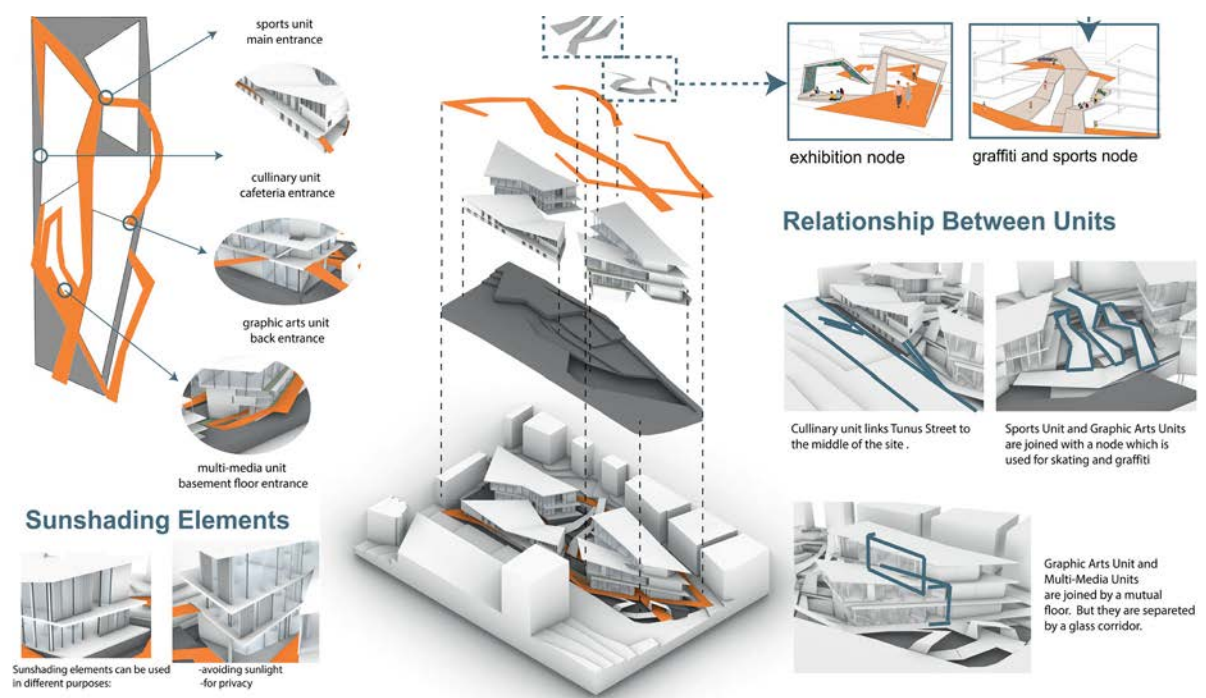 sports unit
main entrance
cullinary unit
cafeteria entrance
graphic arts unit
back entrance
multi-media unit
basement floor entrance
Sunshading Elements
Sunshading elements can be used
in different purposes:
-avoiding sunlight
-for privacy
exhibition node
graffiti and sports node
Relationship Between Units
Cullinary unit links Tunus Street to
the middle of the site .
Sports Unit and Graphic Arts Units
are joined with a node which is
used for skating and graffiti
Graphic Arts Unit and
Multi-Media Units
are joined by a mutual
floor. But they are separeted
by a glass corridor.